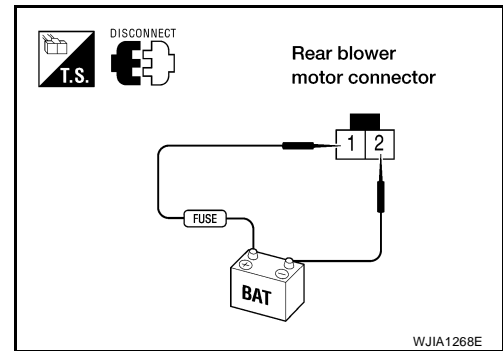 DISCONNECT
T.S.
Rear blower
motor connector
1 2
FUSE
BAT
WJIA1268E